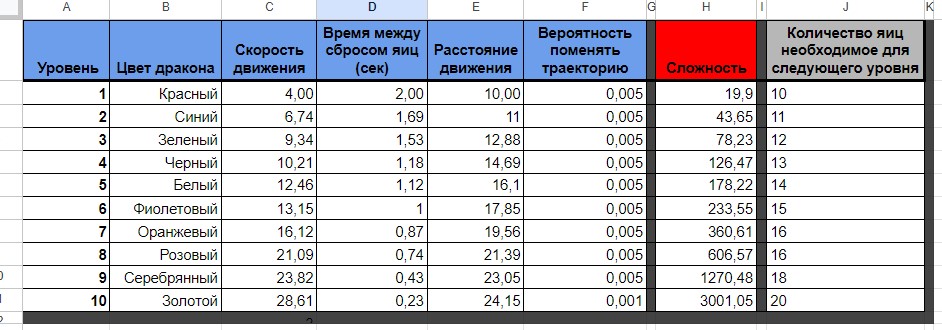 A B C D E F G H I J K
Уровень Цвет дракона Скорость движения Время между сбросом яиц (сек) Расстояние движения Вероятность поменять траекторию Сложность Количество яиц необходимое для следующего уровня
1 Красный 4,00 2,00 10,00 0,005 19,9 10
2 Синий 6,74 1,69 11 0,005 43,65 11
3 Зеленый 9,34 1,53 12,88 0,005 78,23 12
4 Черный 10,21 1,18 14,69 0,005 126,47 13
5 Белый 12,46 1,12 16,1 0,005 178,22 14
6 Фиолетовый 13,15 1 17,85 0,005 233,55 15
7 Оранжевый 16,12 0,87 19,56 0,005 360,61 16
8 Розовый 21,09 0,74 21,39 0,005 606,57 16
9 Серебрянный 23,82 0,43 23,05 0,005 1270,48 18
10 Золотой 28,61 0,23 24,15 0,001 3001,05 20